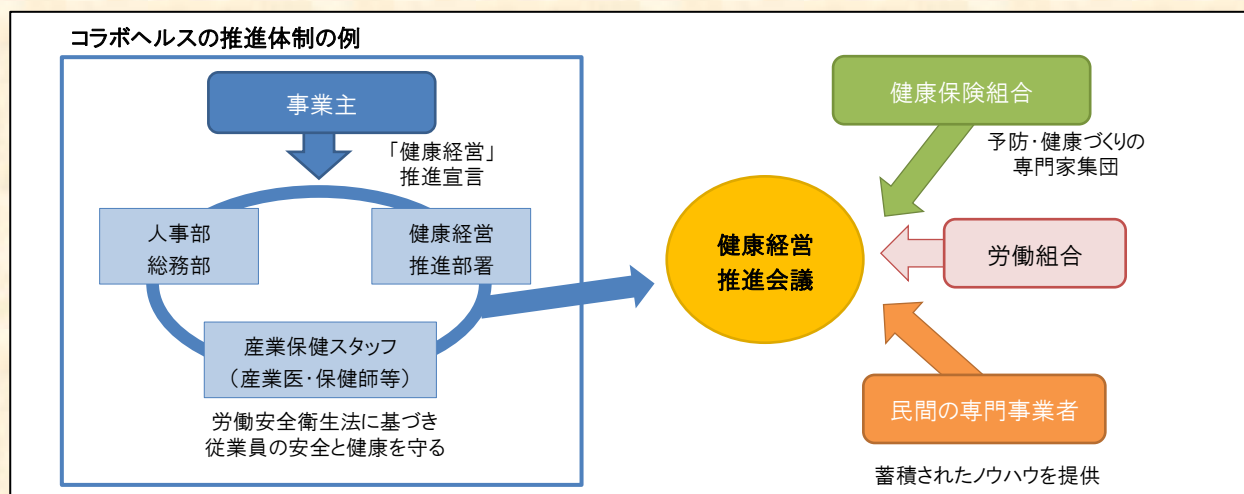 コラボヘルスの推進体制の例
事業主
「健康経営」
推進宣言
人事部
総務部
健康経営
推進部署
産業保健スタッフ
（産業医・保健師等）
労働安全衛生法に基づき
従業員の安全と健康を守る
健康経営
推進会議
健康保険組合
予防・健康づくりの
専門家集団
労働組合
民間の専門事業者
蓄積されたノウハウを提供